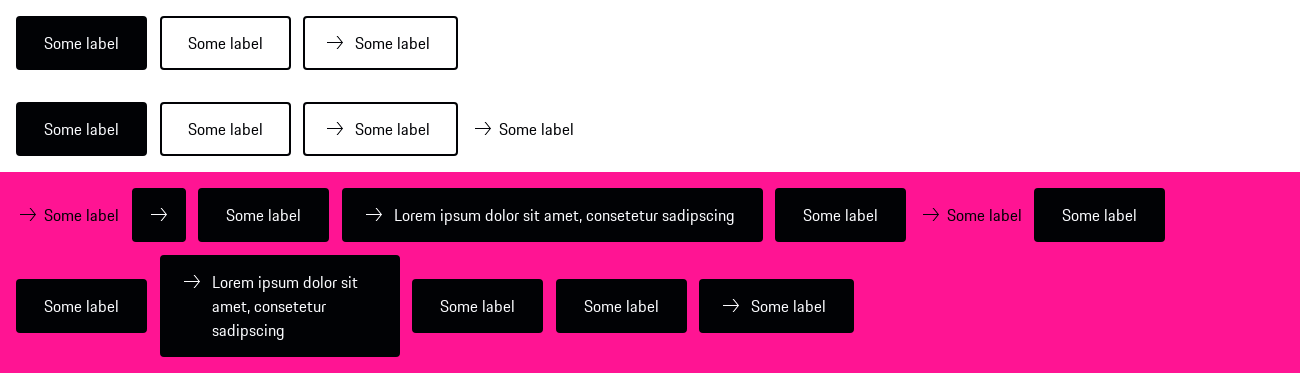 Some label Some label Some label
Some label Some label Some label Some label
Some label Some label Lorem ipsum dolor sit amet, consetetur sadipscing Some label Some label Some label
Some label Lorem ipsum dolor sit
amet, consetetur
sadipscing Some label Some label Some label